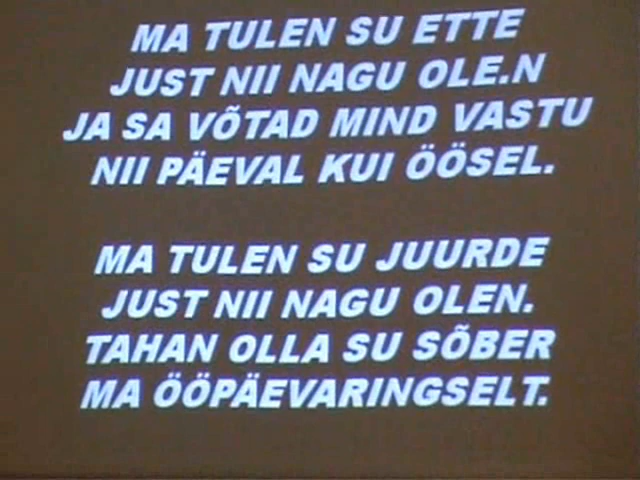 MA TULEN SU ETTE
JUST NII NAGU OLE.N
JA SA VÕTAD MIND VASTU
NII PÄEVAL KUI ÖÖSEL.
MA TULEN SU JUURDE
JUST NII NAGU OLEN.
TAHAN OLLA SU SÕBER
MA ÖÖPÄEVARINGSELT.